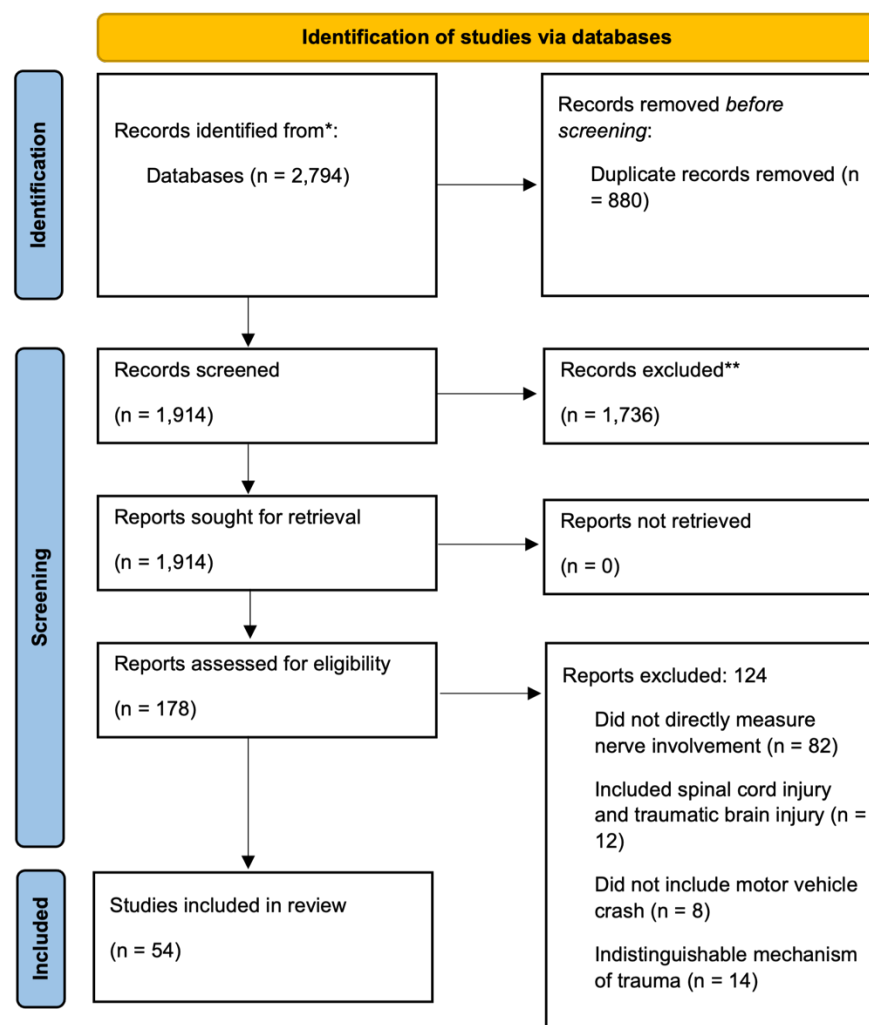 Identification of studies via databases
Identification
Records identified from*:
Databases (n = 2,794)
Records removed before
screening:
Duplicate records removed (n
= 880)
Screening
Records screened
(n = 1,914)
Records excluded**
(n = 1,736)
Reports sought for retrieval
(n = 1,914)
Reports not retrieved
(n = 0)
Reports assessed for eligibility
(n = 178)
Reports excluded: 124
Did not directly measure
nerve involvement (n = 82)
Included spinal cord injury
and traumatic brain injury (n =
12)
Did not include motor vehicle
crash (n = 8)
Indistinguishable mechanism
of trauma (n = 14)
Included
Studies included in review
(n = 54)